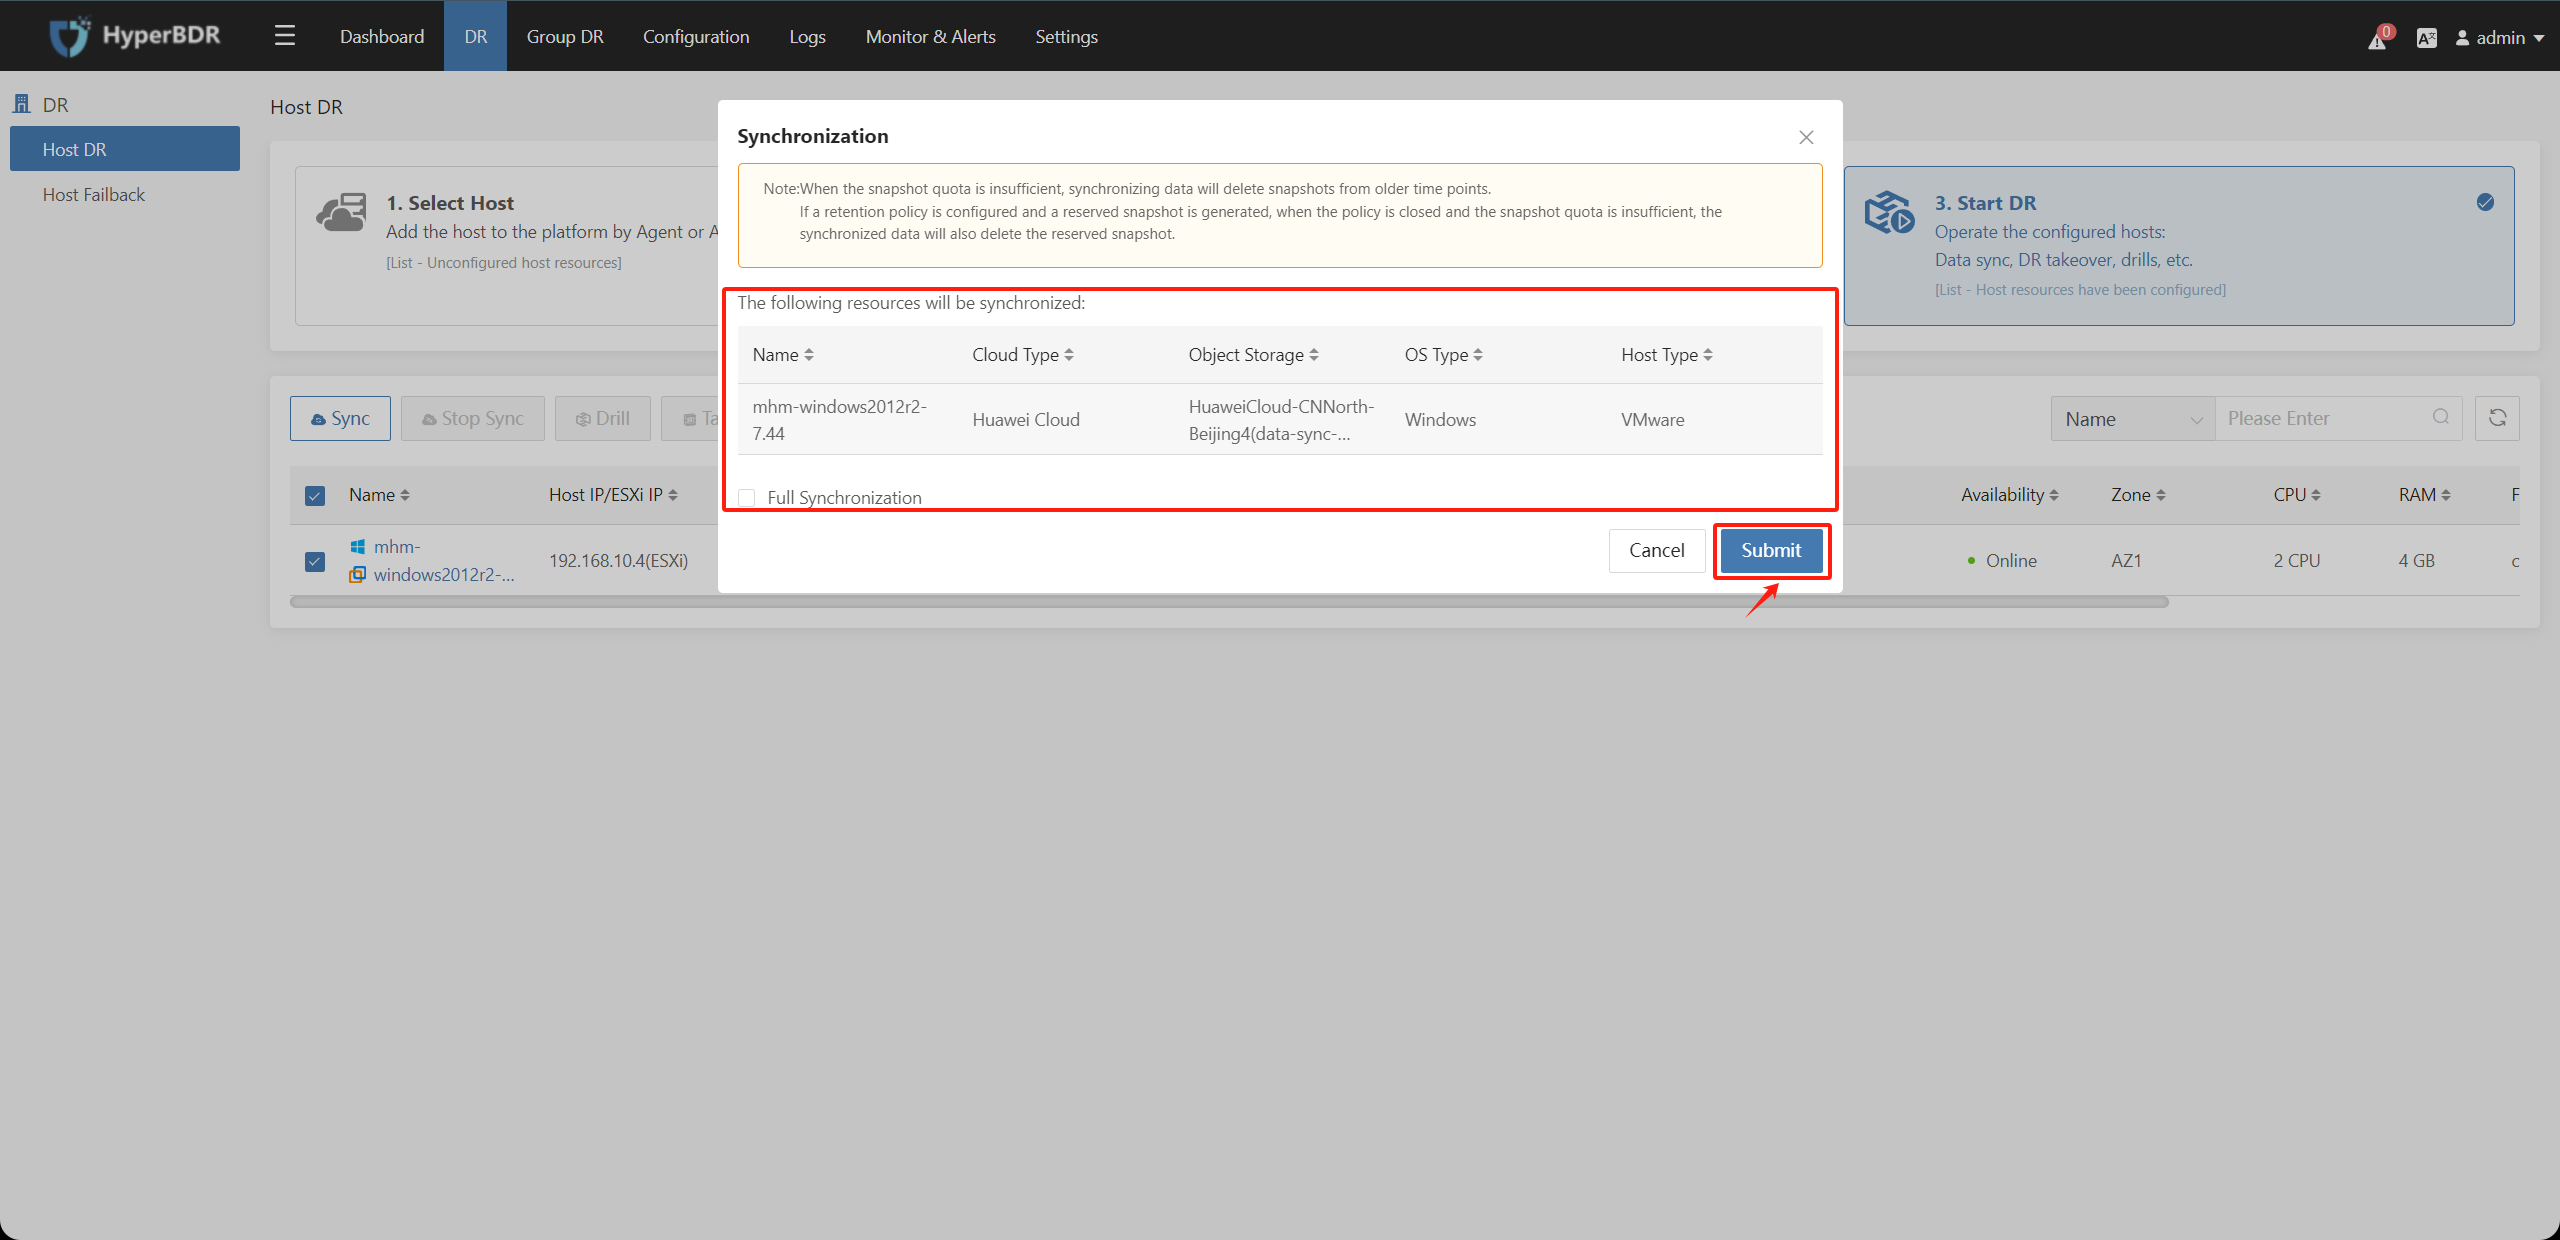 HyperBDR
Dashboard
DR
Group DR
Configuration
Logs
Monitor & Alerts
Settings
0
admin
DR
Host DR
Host Failback
Host DR
1. Select Host
Add the host to the platform by Agent or A
[List - Unconfigured host resources]
3. Start DR
Operate the configured hosts:
Data sync, DR takeover, drills, etc.
[List - Host resources have been configured]
Sync
Stop Sync
Drill
Ta
Name
Please Enter
Name
Host IP/ESXi IP
Availability
Zone
CPU
RAM
F
mhm-
windows2012r2-...
192.168.10.4(ESXi)
Online
AZ1
2 CPU
4 GB
Synchronization
Note:When the snapshot quota is insufficient, synchronizing data will delete snapshots from older time points.
If a retention policy is configured and a reserved snapshot is generated, when the policy is closed and the snapshot quota is insufficient, the
synchronized data will also delete the reserved snapshot.
The following resources will be synchronized:
Name
Cloud Type
Object Storage
OS Type
Host Type
mhm-windows2012r2-
7.44
Huawei Cloud
HuaweiCloud-CNNorth-
Beijing4(data-sync-...
Windows
VMware
Full Synchronization
Cancel
Submit